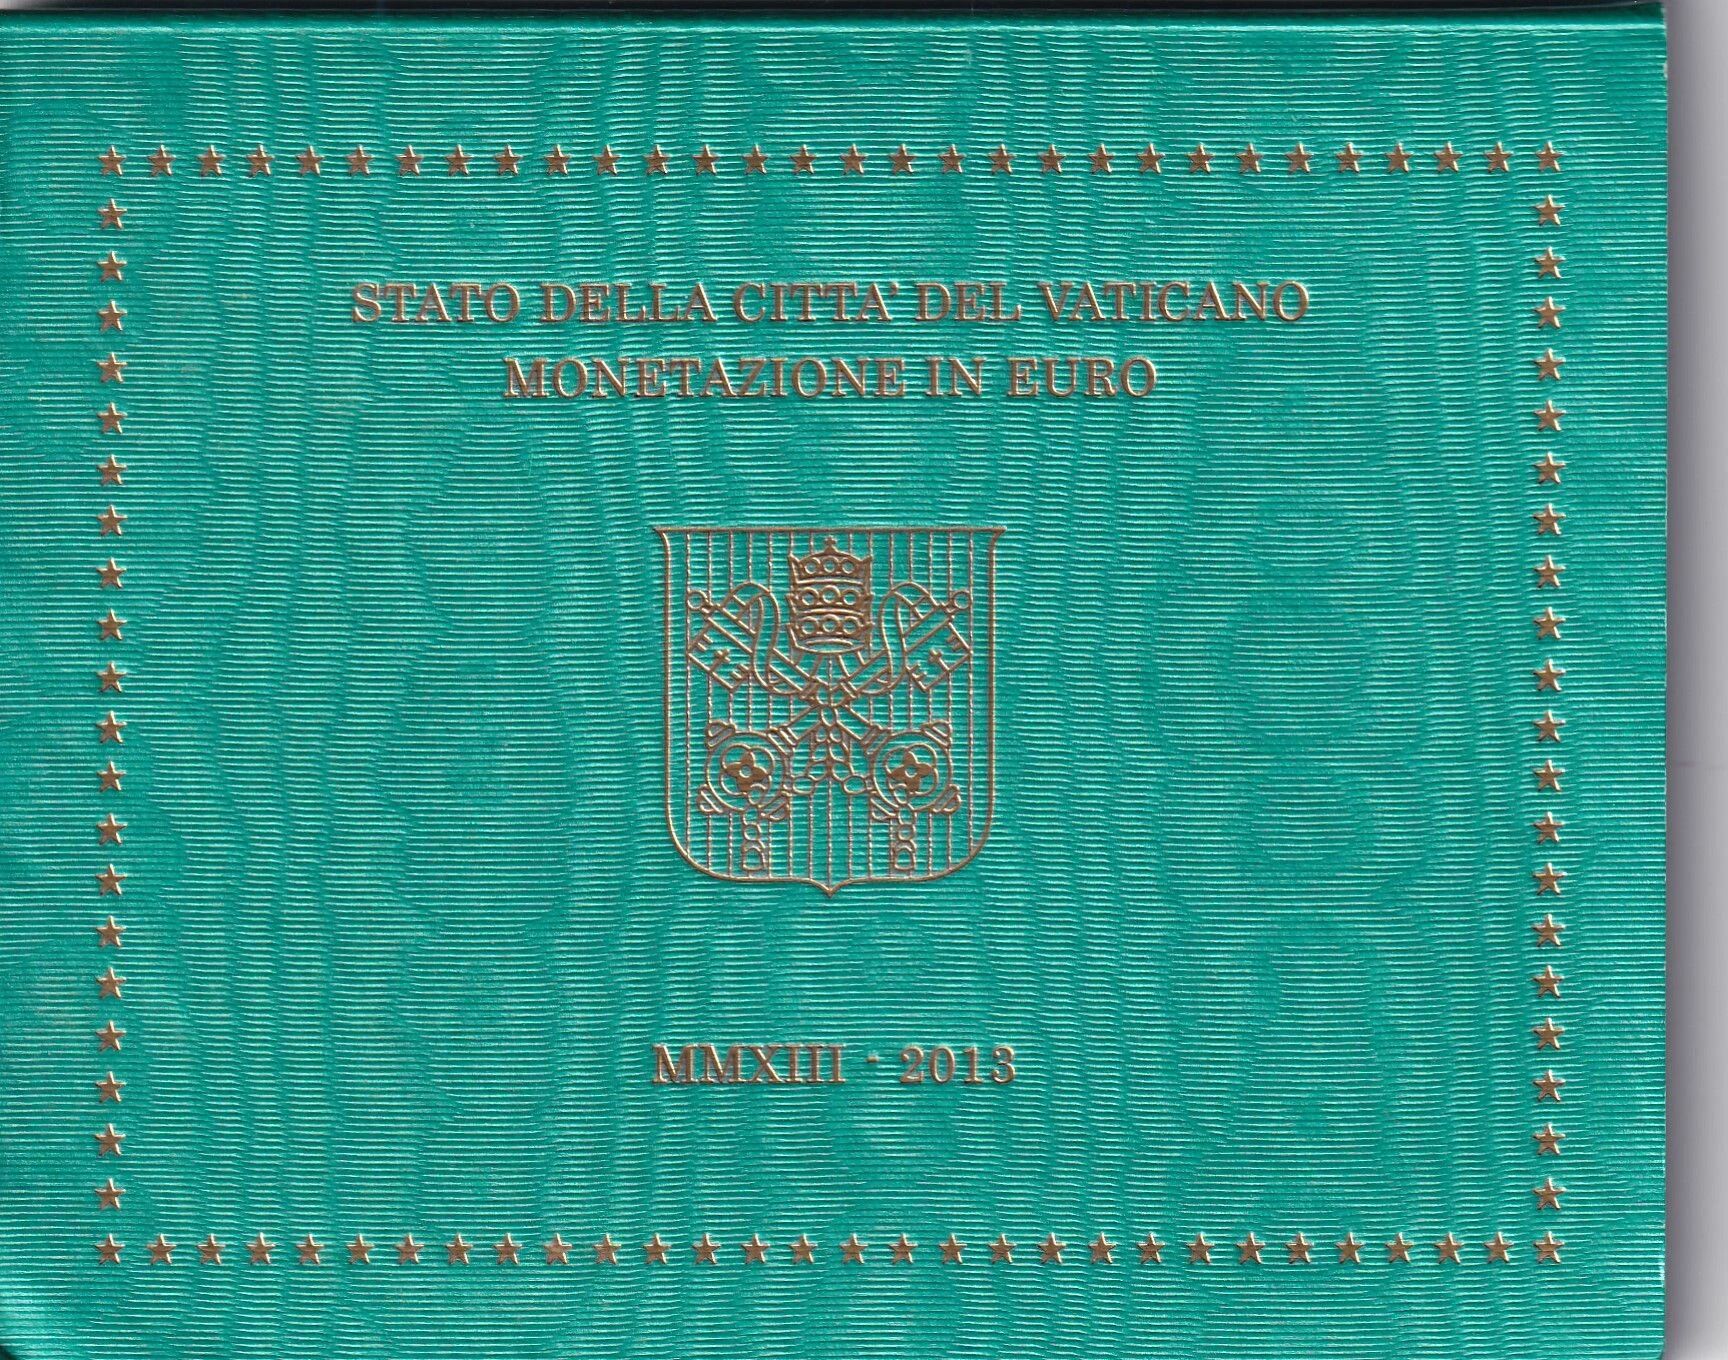 STATO DELLA CITTA' DEL VATICANO
MONETAZIONE IN EURO
MMXIII - 2013